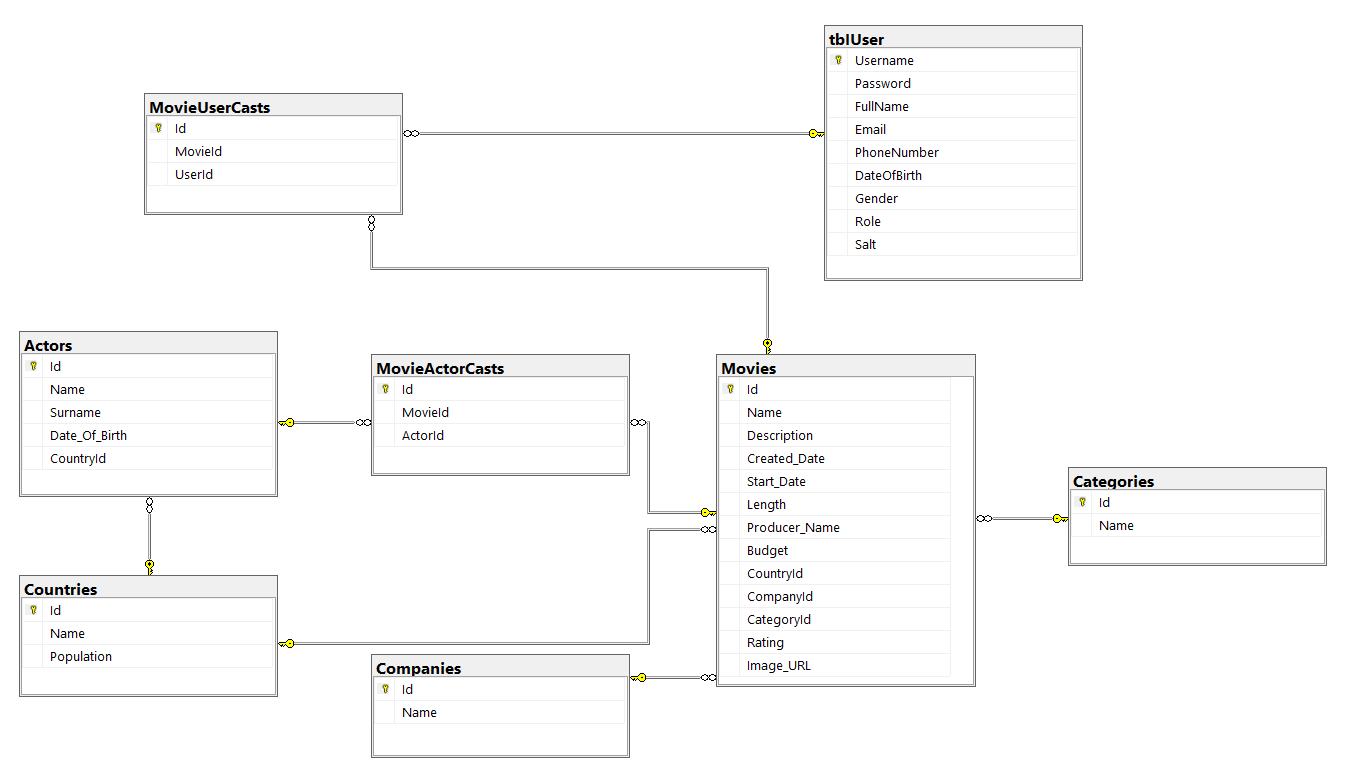 tblUser
Username
Password
FullName
Email
PhoneNumber
DateOfBirth
Gender
Role
Salt
MovieUserCasts
Id
MovieId
UserId
Actors
Id
Name
Surname
Date_Of_Birth
CountryId
MovieActorCasts
Id
MovieId
ActorId
Movies
Id
Name
Description
Created_Date
Start_Date
Length
Producer_Name
Budget
CountryId
CompanyId
CategoryId
Rating
Image_URL
Categories
Id
Name
Countries
Id
Name
Population
Companies
Id
Name